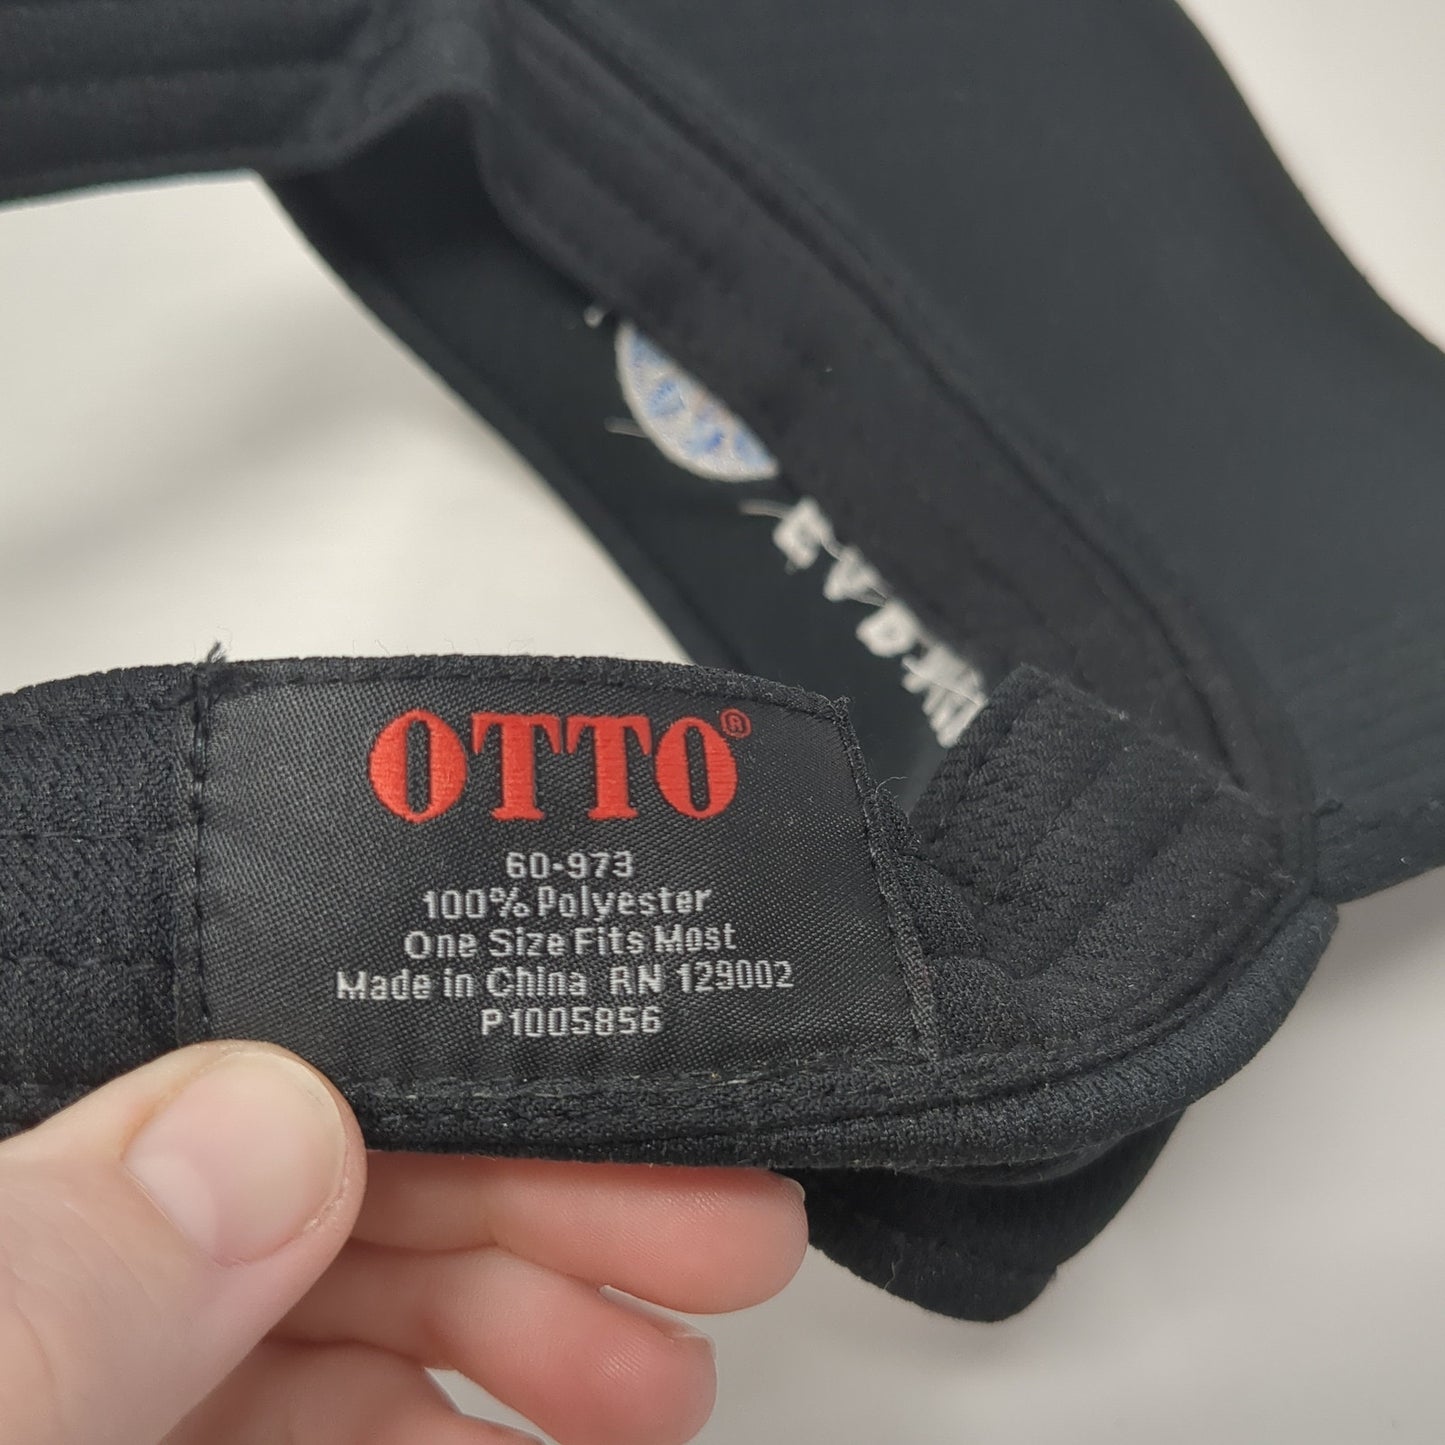 OTTO®
60-973
100% Polyester
One Size Fits Most
Made in China RN 129002
P1005856